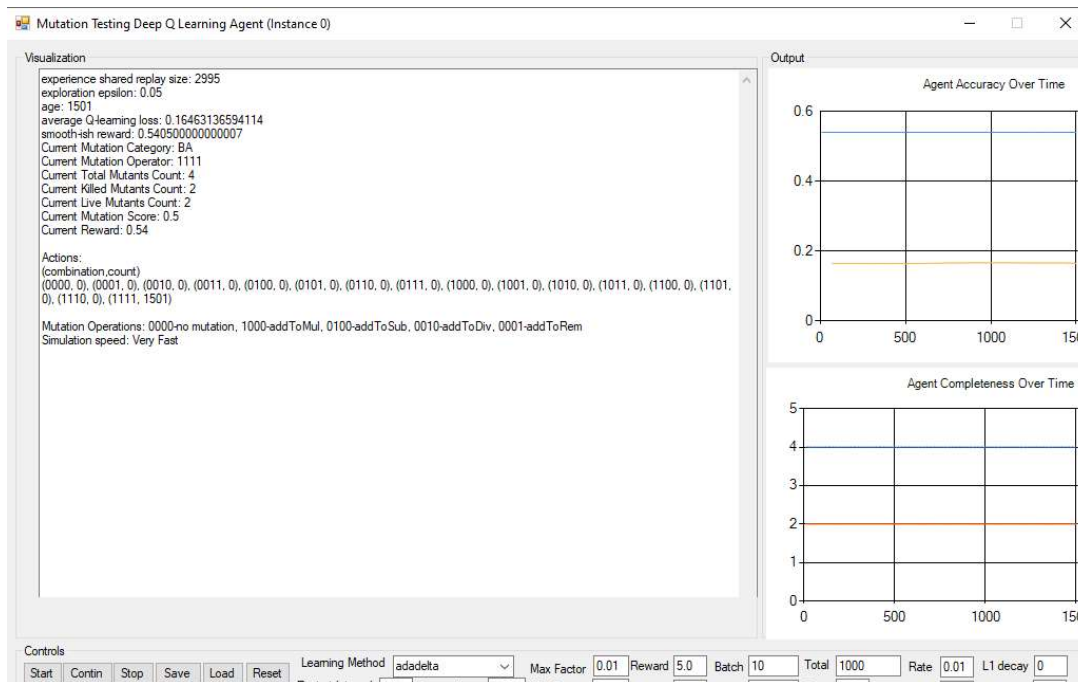 Mutation Testing Deep Q Learning Agent (Instance 0)
Visualization
experience shared replay size: 2995
exploration epsilon: 0.05
age: 1501
average Q-learning loss: 0.16463136594114
smooth-ish reward: 0.540500000000007
Current Mutation Category: BA
Current Mutation Operator: 1111
Current Total Mutants Count: 4
Current Killed Mutants Count: 2
Current Live Mutants Count: 2
Current Mutation Score: 0.5
Current Reward: 0.54
Actions:
(combination,count)
(0000, 0), (0001, 0), (0010, 0), (0011, 0), (0100, 0), (0101, 0), (0110, 0), (0111, 0), (1000, 0), (1001, 0), (1010, 0), (1011, 0), (1100, 0), (1101,
0), (1110, 0), (1111, 1501)
Mutation Operations: 0000-no mutation, 1000-addToMul, 0100-addToSub, 0010-addToDiv, 0001-addToRem
Simulation speed: Very Fast
Output
Agent Accuracy Over Time
0.6
0.4
0.2
0
0 500 1000 150
Agent Completeness Over Time
5
4
3
2
1
0
0 500 1000 150
Controls
Start Contin Stop Save Load Reset Learning Method adadelta Max Factor 0.01 Reward 5.0 Batch 10 Total 1000 Rate 0.01 L1 decay 0